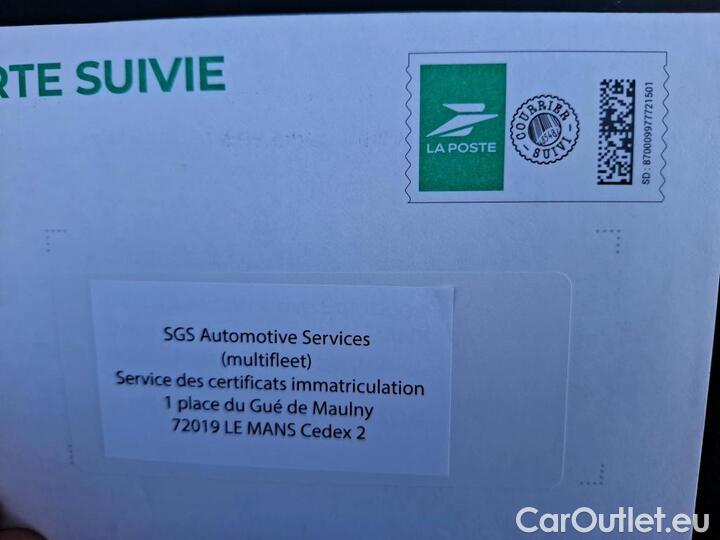 RTE SUIVIE
LA POSTE
COURRIER
SUIVI
SD : 870009977721501
SGS Automotive Services
(multifleet)
Service des certificats immatriculation
1 place du Gué de Maulny
72019 LE MANS Cedex 2
CarOutlet.eu